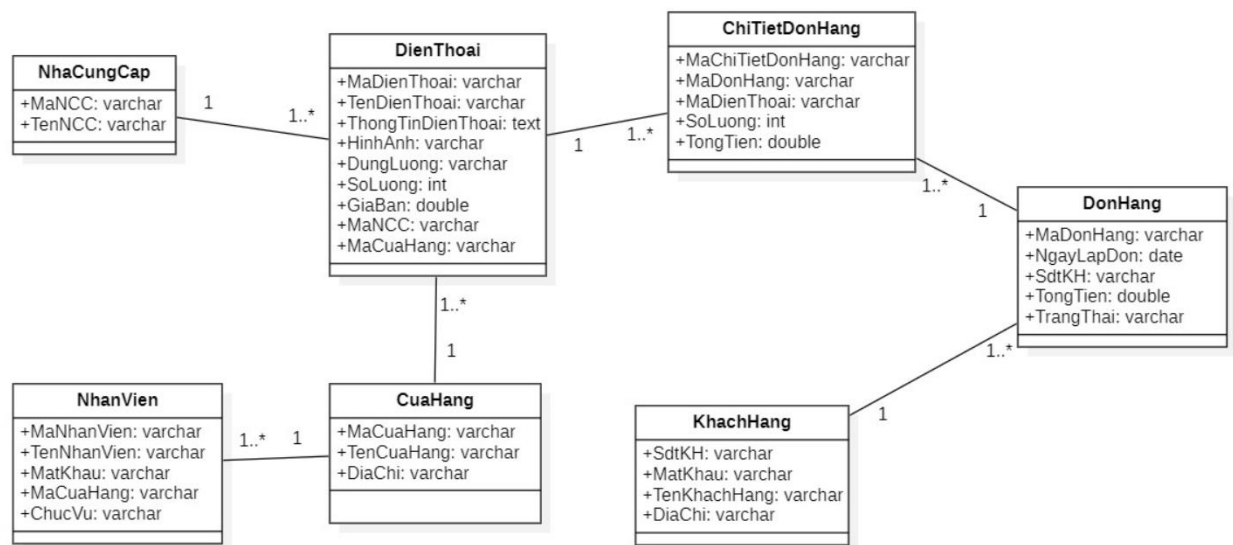 NhaCungCap
+MaNCC: varchar
+TenNCC: varchar
1
1..*
DienThoai
+MaDienThoai: varchar
+TenDienThoai: varchar
+ThongTinDienThoai: text
+HinhAnh: varchar
+DungLuong: varchar
+SoLuong: int
+GiaBan: double
+MaNCC: varchar
+MaCuaHang: varchar
1
1..*
ChiTietDonHang
+MaChiTietDonHang: varchar
+MaDonHang: varchar
+MaDienThoai: varchar
+SoLuong: int
+TongTien: double
1..*
1
DonHang
+MaDonHang: varchar
+NgayLapDon: date
+SdtKH: varchar
+TongTien: double
+TrangThai: varchar
1..*
1
1..*
1
NhanVien
+MaNhanVien: varchar
+TenNhanVien: varchar
+MatKhau: varchar
+MaCuaHang: varchar
+ChucVu: varchar
1..*
1
CuaHang
+MaCuaHang: varchar
+TenCuaHang: varchar
+DiaChi: varchar
KhachHang
+SdtKH: varchar
+MatKhau: varchar
+TenKhachHang: varchar
+DiaChi: varchar